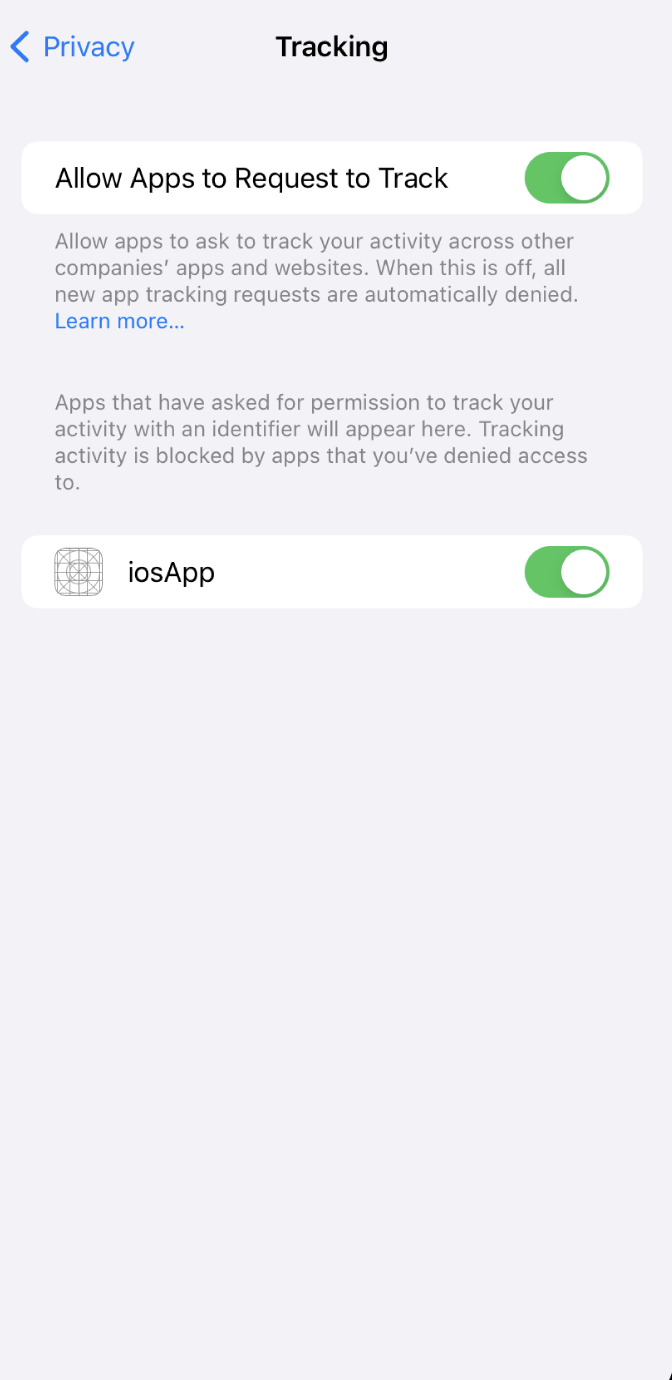 Privacy
Tracking
Allow Apps to Request to Track
Allow apps to ask to track your activity across other
companies’ apps and websites. When this is off, all
new app tracking requests are automatically denied.
Learn more...
Apps that have asked for permission to track your
activity with an identifier will appear here. Tracking
activity is blocked by apps that you’ve denied access
to.
iosApp